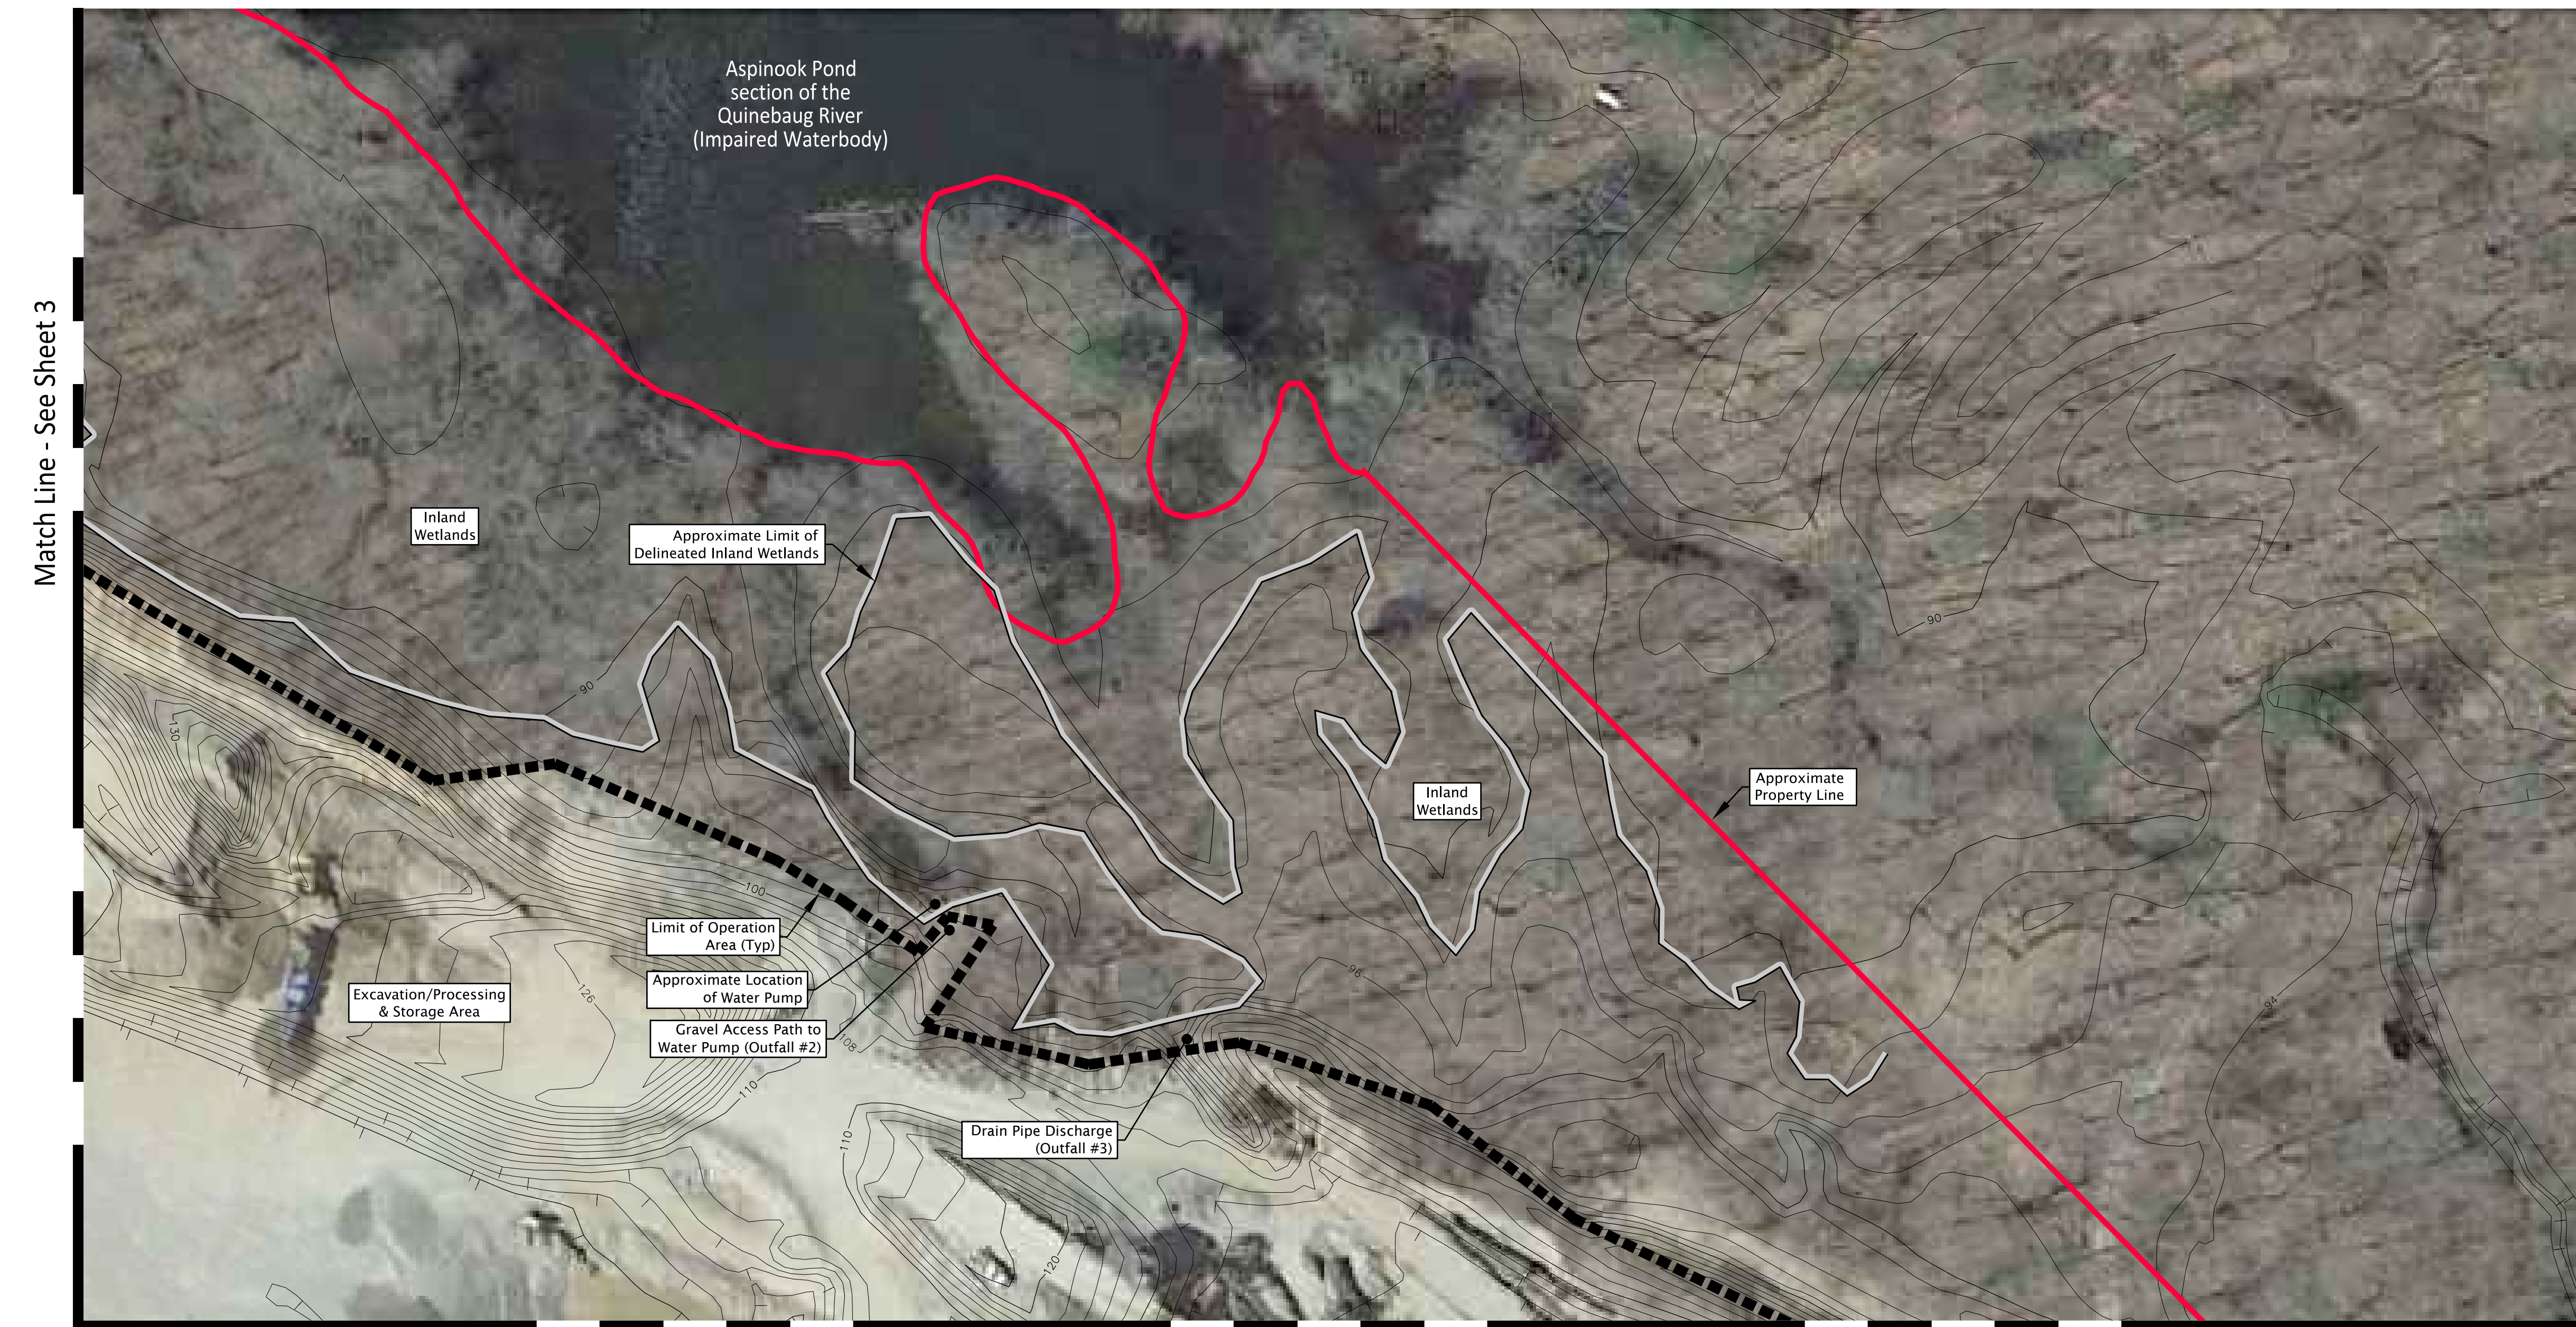 Aspinook Pond
section of the
Quinebaug River
(Impaired Waterbody)
Match Line - See Sheet 3
Inland
Wetlands
Approximate Limit of
Delineated Inland Wetlands
90
90
130
Approximate
Property Line
Inland
Wetlands
100
Limit of Operation
Area (Typ)
96
Approximate Location
of Water Pump
Excavation/Processing
& Storage Area
126
94
Gravel Access Path to
Water Pump (Outfall #2)
108
110
110
Drain Pipe Discharge
(Outfall #3)
120